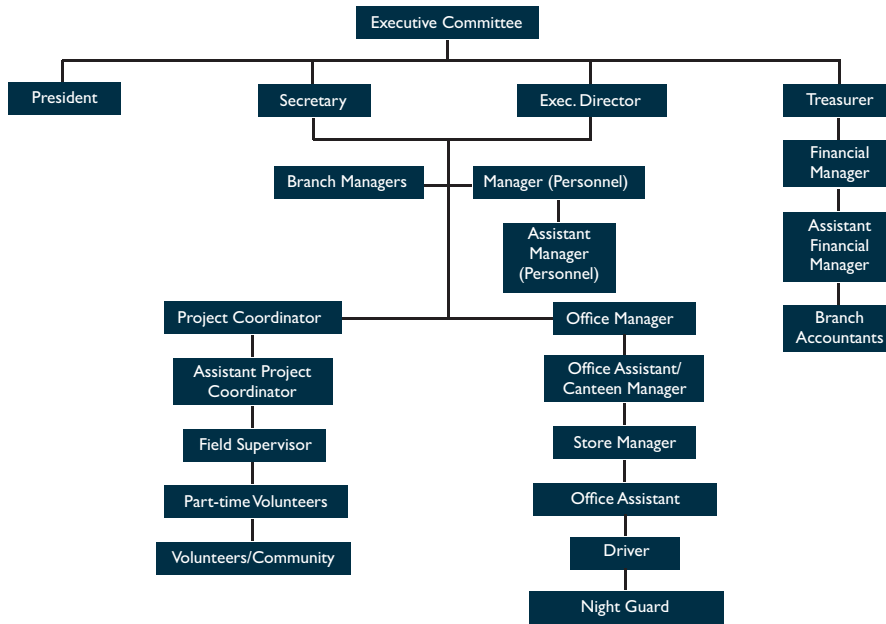 Executive Committee
President
Secretary
Exec. Director
Treasurer
Financial
Manager
Branch Managers
Manager (Personnel)
Assistant
Manager
(Personnel)
Assistant
Financial
Manager
Project Coordinator
Office Manager
Branch
Accountants
Assistant Project
Coordinator
Office Assistant/
Canteen Manager
Field Supervisor
Store Manager
Part-time Volunteers
Office Assistant
Volunteers/Community
Driver
Night Guard